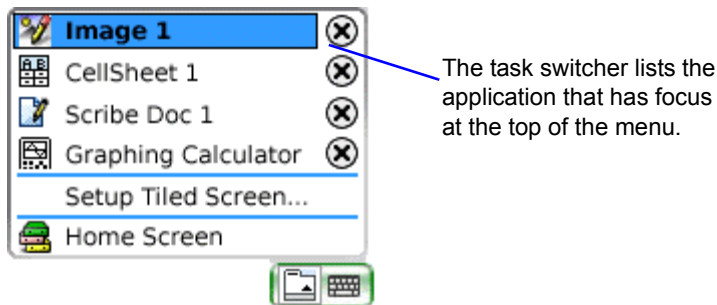 Image 1
CellSheet 1
Scribe Doc 1
Graphing Calculator
Setup Tiled Screen...
Home Screen
The task switcher lists the
application that has focus
at the top of the menu.